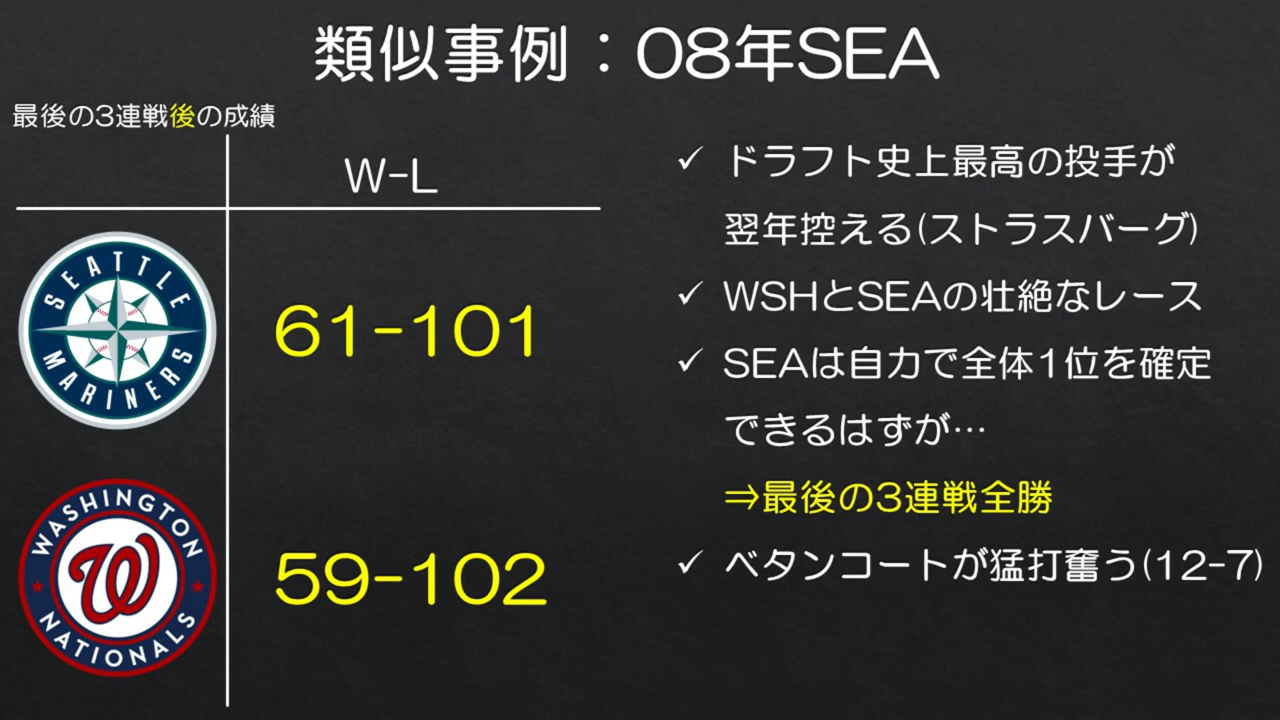 類似事例：08年SEA
最後の3連戦後の成績
W-L
SEATTLE
MARINERS
61-101
WASHINGTON
W
NATIONALS
59-102
✓ ドラフト史上最高の投手が
翌年控える(ストラスバーグ)
✓ WSHとSEAの壮絶なレース
✓ SEAは自力で全体1位を確定
できるはずが…
⇒最後の3連戦全勝
✓ ベタンコートが猛打奮う(12-7)